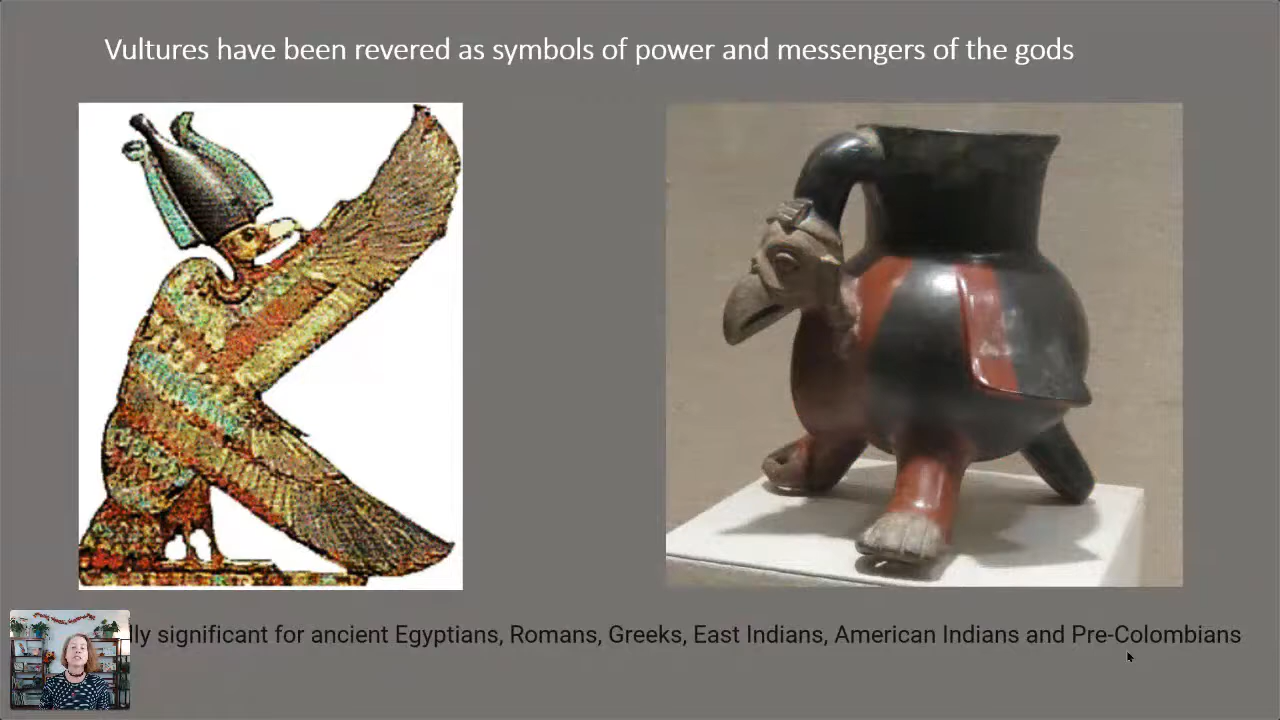 Vultures have been revered as symbols of power and messengers of the gods
significant for ancient Egyptians, Romans, Greeks, East Indians, American Indians and Pre-Colombians